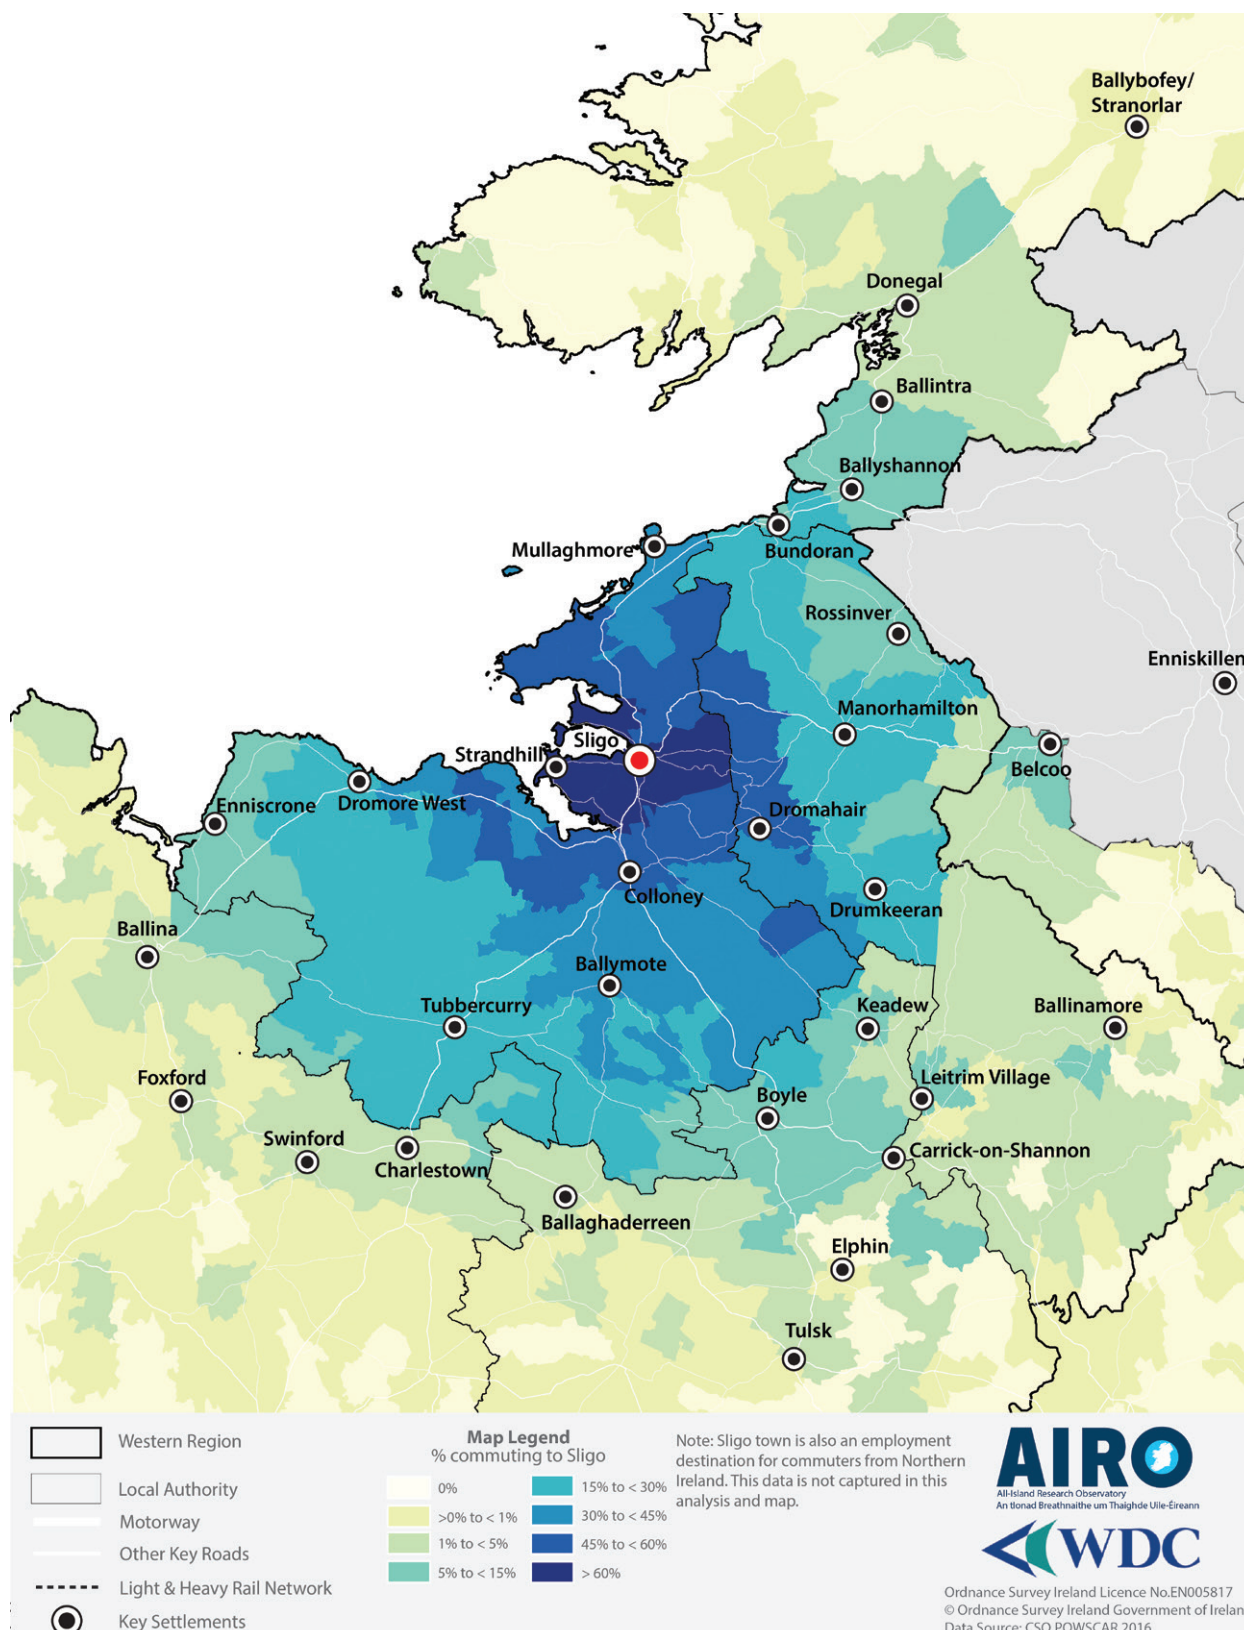 Ballybofey/
Stranorlar
Donegal
Ballintra
Ballyshannon
Mullaghmore
Bundoran
Rossinver
Enniskillen
Manorhamilton
Sligo
Strandhill
Belcoo
Enniscrone
Dromore West
Dromahair
Colloney
Drumkeeran
Ballina
Ballymote
Tubbercurry
Keadew
Ballinamore
Foxford
Leitrim Village
Boyle
Swinford
Charlestown
Carrick-on-Shannon
Ballaghaderreen
Elphin
Tulsk
Western Region
Local Authority
Motorway
Other Key Roads
Light & Heavy Rail Network
Key Settlements
Map Legend
% commuting to Sligo
0%
>0% to < 1%
1% to < 5%
5% to < 15%
15% to < 30%
30% to < 45%
45% to < 60%
> 60%
Note: Sligo town is also an employment
destination for commuters from Northern
Ireland. This data is not captured in this
analysis and map.
AIRO
All-Island Research Observatory
An tIonad Breathnaithe um Thaighde Uile-Éireann
WDC
Ordnance Survey Ireland Licence No.EN005817
© Ordnance Survey Ireland Government of Irelan
Data Source: CSO POWSCAR 2016